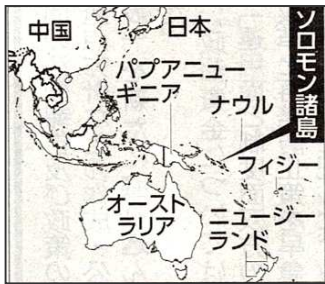 中国
日本
ソロモン諸島
パプアニュー
ギニア
ナウル
フィジー
オースト
ラリア
ニュージー
ランド